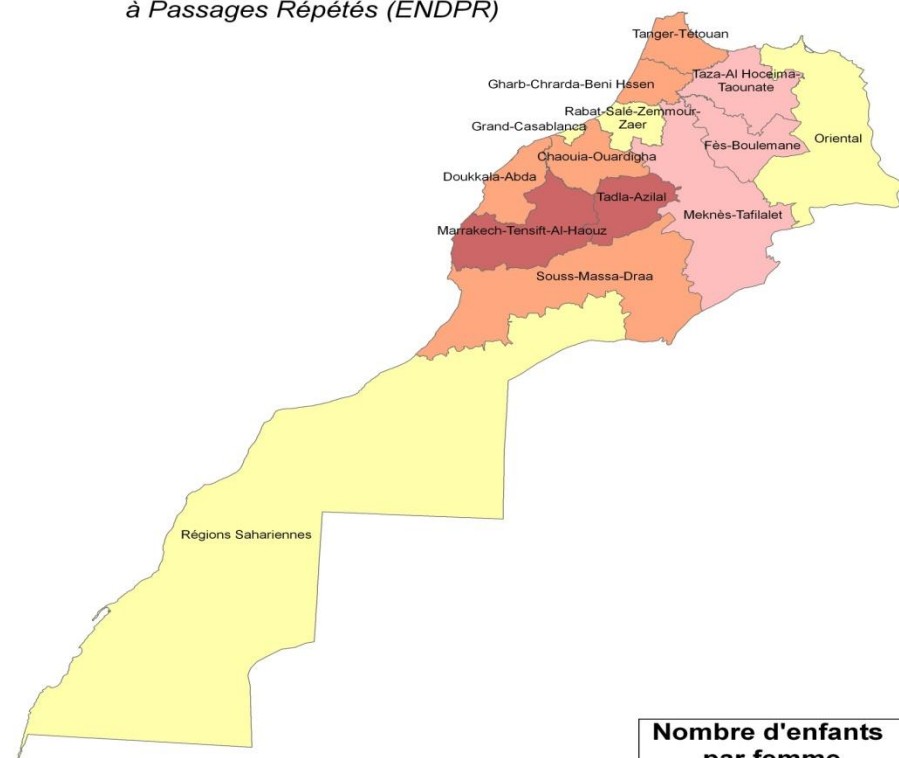 à Passages Répétés (ENDPR)
Tanger-Tétouan
Taza-Al Hoceima-
Taounate
Gharb-Chrarda-Beni Hssen
Rabat-Salé-Zemmour-
Zaer
Grand-Casablanca
Oriental
Fès-Boulemane
Chaouia-Ouardigha
Doukkala-Abda
Tadla-Azilal
Meknès-Tafilalet
Marrakech-Tensift-Al-Haouz
Souss-Massa-Draa
Régions Sahariennes
Nombre d'enfants
par femme